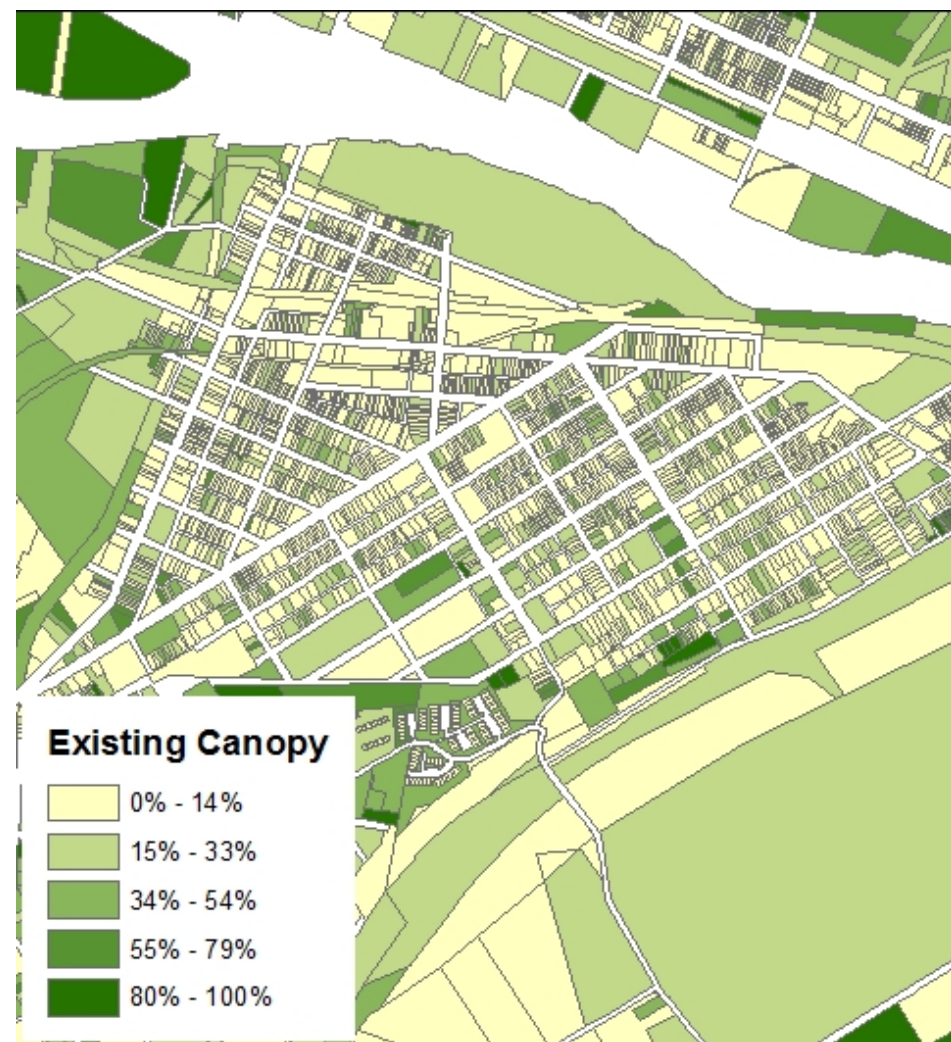 Existing Canopy
0% - 14%
15% - 33%
34% - 54%
55% - 79%
80% - 100%